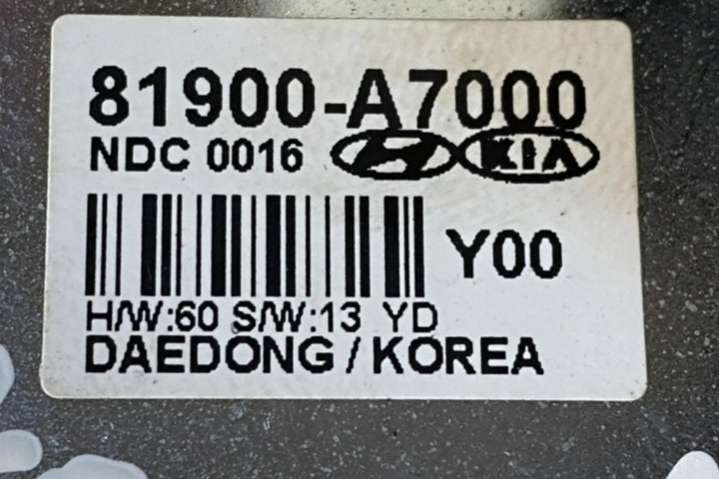 81900-A7000
NDC 0016 KIA
Y00
H/W:60 S/W:13 YD
DAEDONG / KOREA